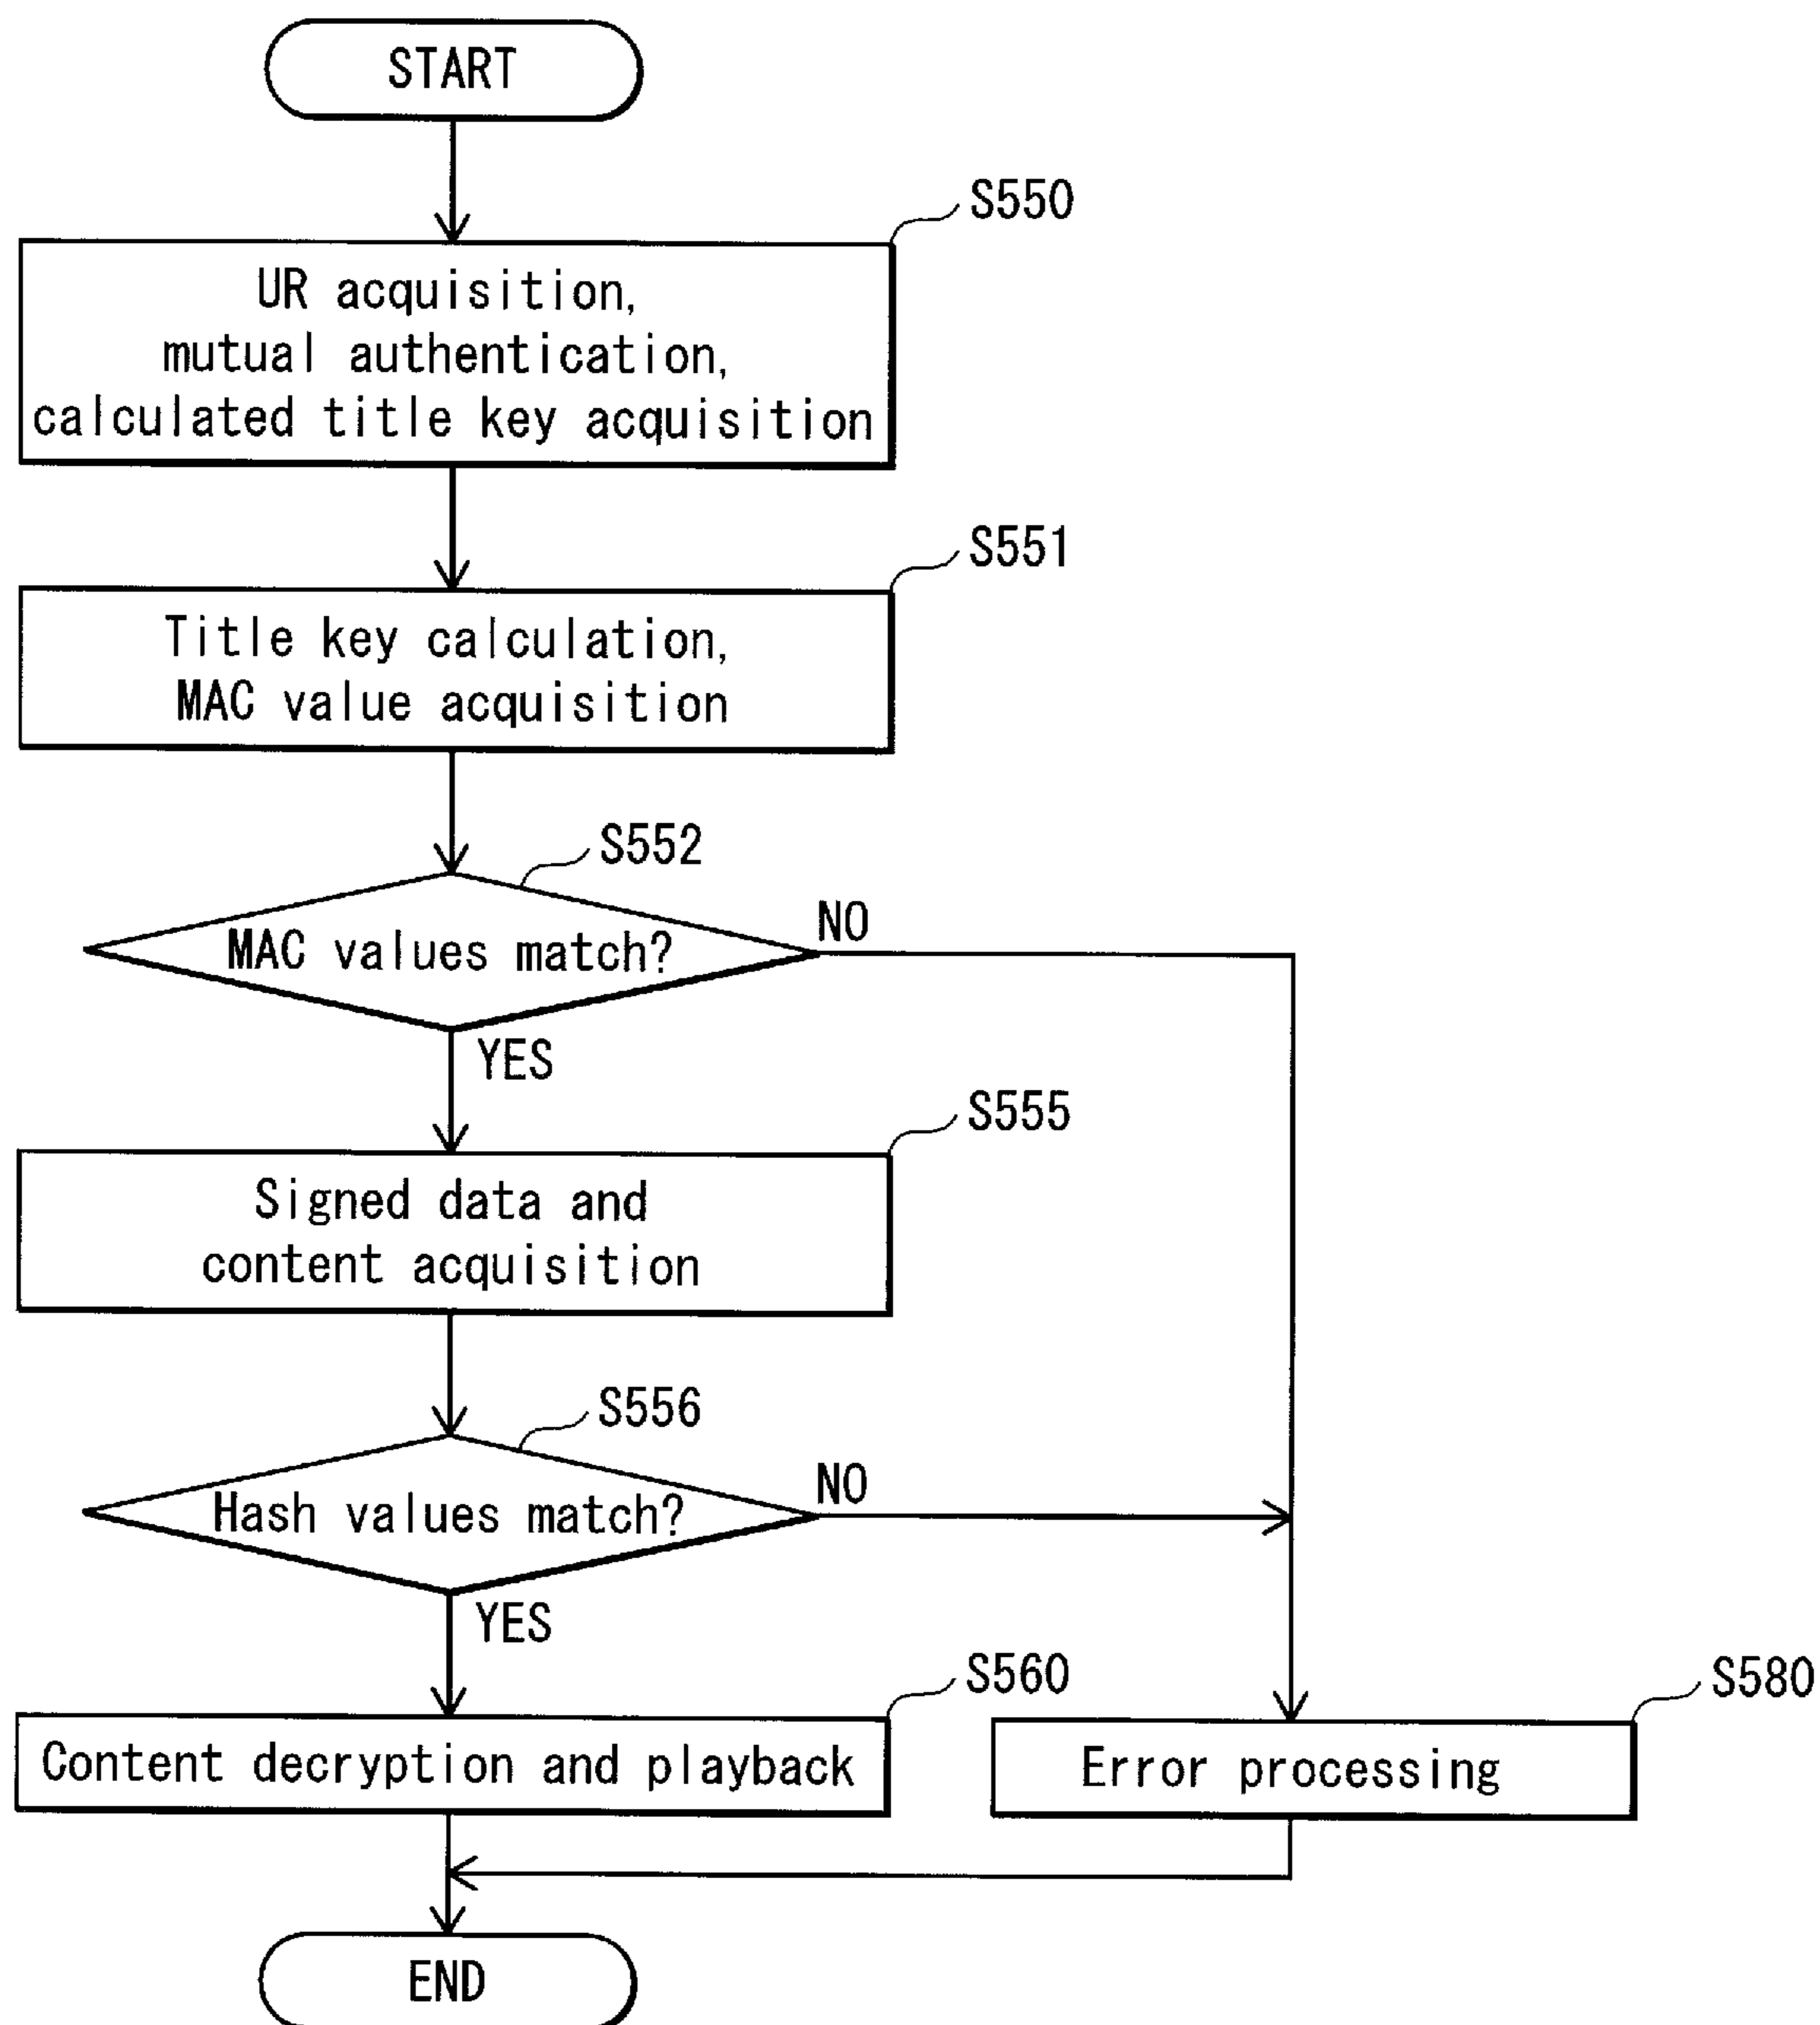 START
S550
UR acquisition,
mutual authentication,
calculated title key acquisition
S551
Title key calculation,
MAC value acquisition
S552
MAC values match?
NO
YES
S555
Signed data and
content acquisition
S556
Hash values match?
NO
YES
S560
Content decryption and playback
S580
Error processing
END